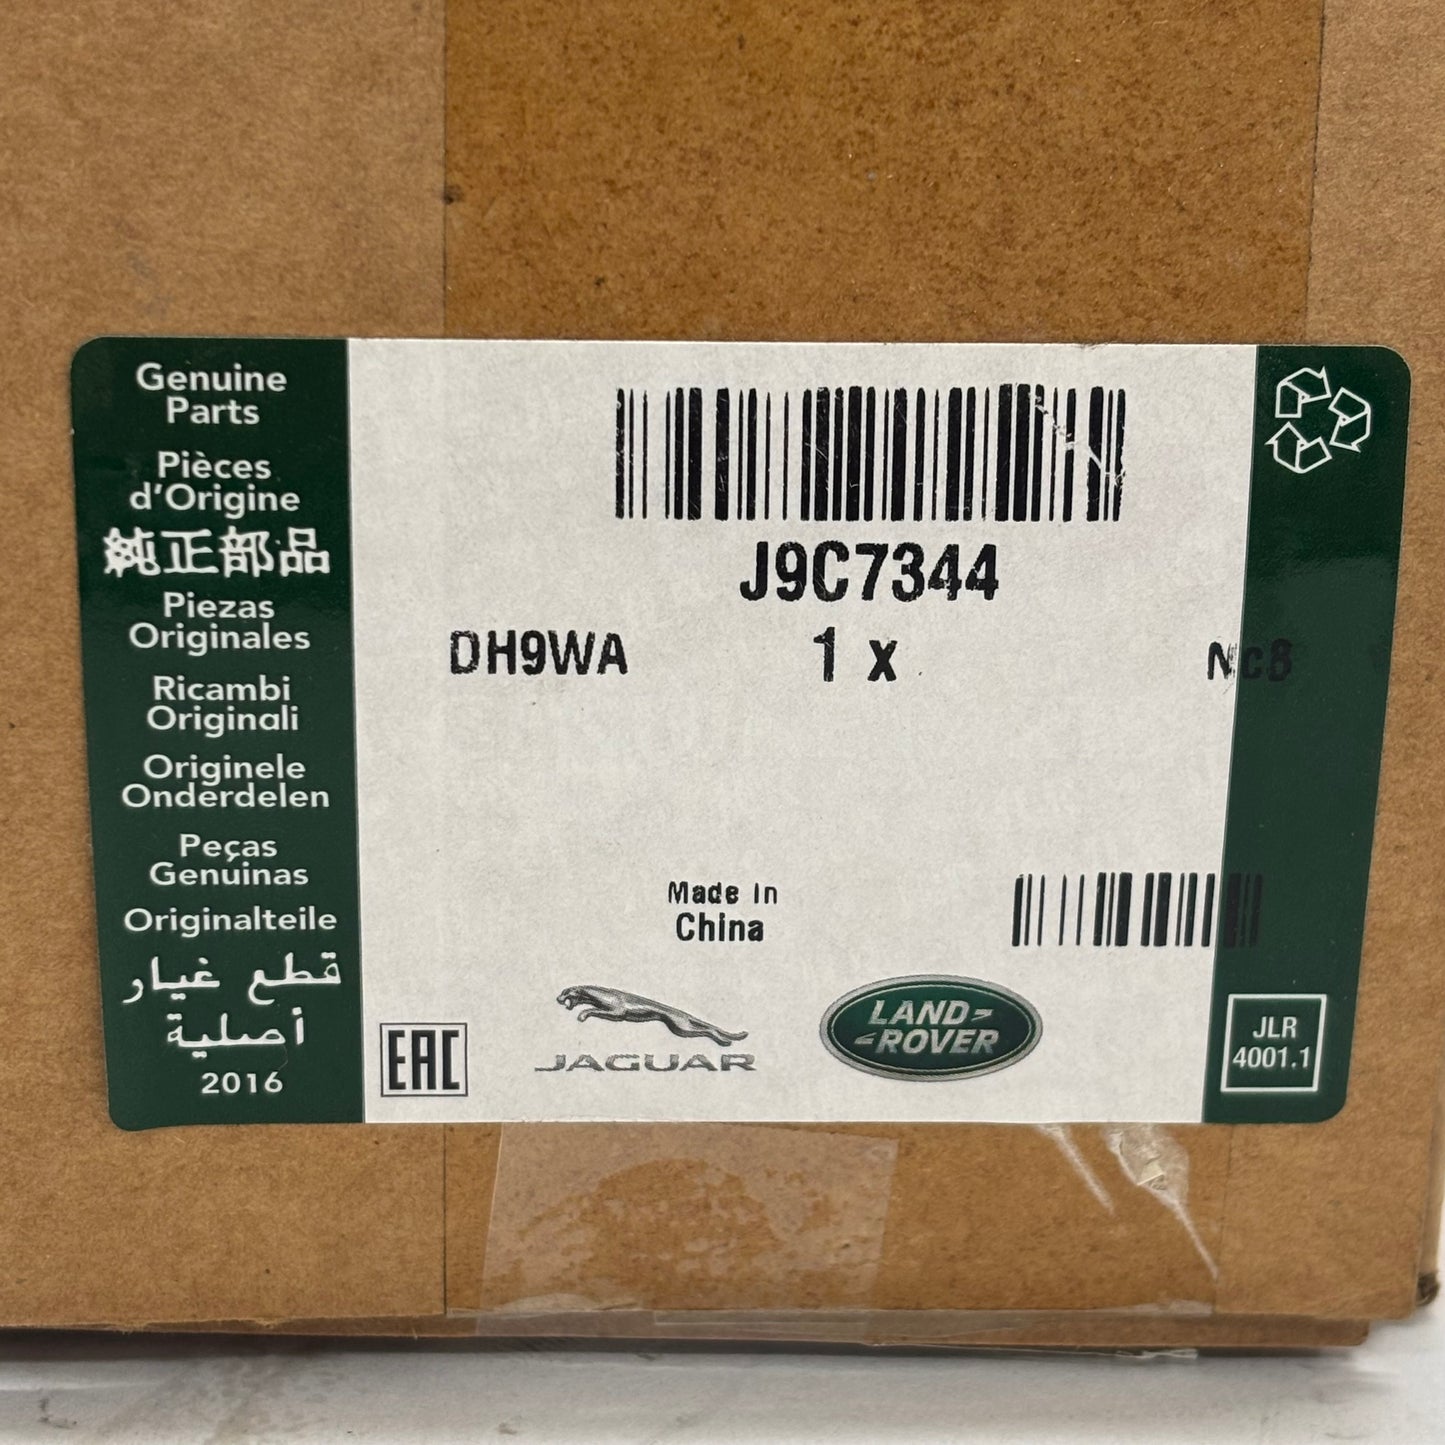 Genuine
Parts
Pièces
d'Origine
純正部品
Piezas
Originales
Ricambi
Originali
Originele
Onderdelen
Peças
Genuinas
Originalteile
قطع غيار
أصلية
2016
J9C7344
DH9WA 1 x
Made In
China
EAC
JAGUAR
LAND-
-ROVER
JLR
4001.1